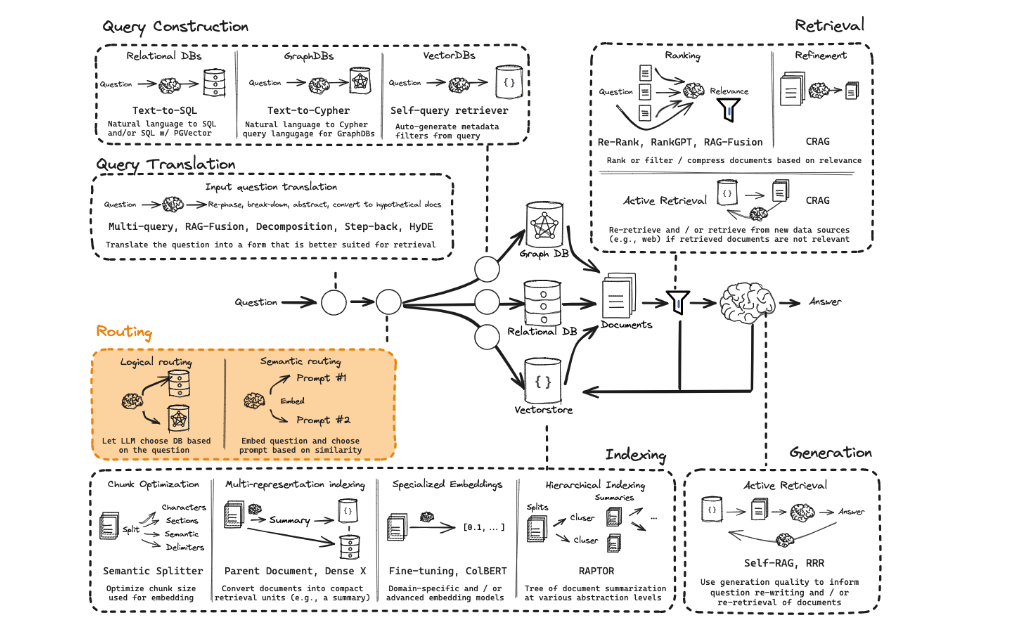 Query Construction
Relational DBs
Question
Text-to-SQL
Natural language to SQL
and/or SQL w/ PGVector
GraphDBs
Question
Text-to-Cypher
Natural language to Cypher
query langugage for GraphDBs
VectorDBs
Question
{ }
Self-query retriever
Auto-generate metadata
filters from query
Retrieval
Ranking
Question
Relevance
Re-Rank, RankGPT, RAG-Fusion
Refinement
CRAG
Rank or filter / compress documents based on relevance
Active Retrieval
{ }
CRAG
Re-retrieve and / or retrieve from new data sources
(e.g., web) if retrieved documents are not relevant
Query Translation
Input question translation
Question
Re-phase, break-down, abstract, convert to hypothetical docs
Multi-query, RAG-Fusion, Decomposition, Step-back, HyDE
Translate the question into a form that is better suited for retrieval
Question
Graph DB
Relational DB
{ }
Vectorstore
Documents
Answer
Routing
Logical routing
Let LLM choose DB based
on the question
Semantic routing
Prompt #1
Embed
Prompt #2
Embed question and choose
prompt based on similarity
Indexing
Chunk Optimization
Split
Characters
Sections
Semantic
Delimiters
Semantic Splitter
Optimize chunk size
used for embedding
Multi-representation indexing
Summary
{ }
Parent Document, Dense X
Convert documents into compact
retrieval units (e.g., a summary)
Specialized Embeddings
[0.1, ...]
Fine-tuning, ColBERT
Domain-specific and / or
advanced embedding models
Hierarchical Indexing
Summaries
Splits
Cluser
...
Cluser
RAPTOR
Tree of document summarization
at various abstraction levels
Generation
Active Retrieval
{ }
Answer
Self-RAG, RRR
Use generation quality to inform
question re-writing and / or
re-retrieval of documents